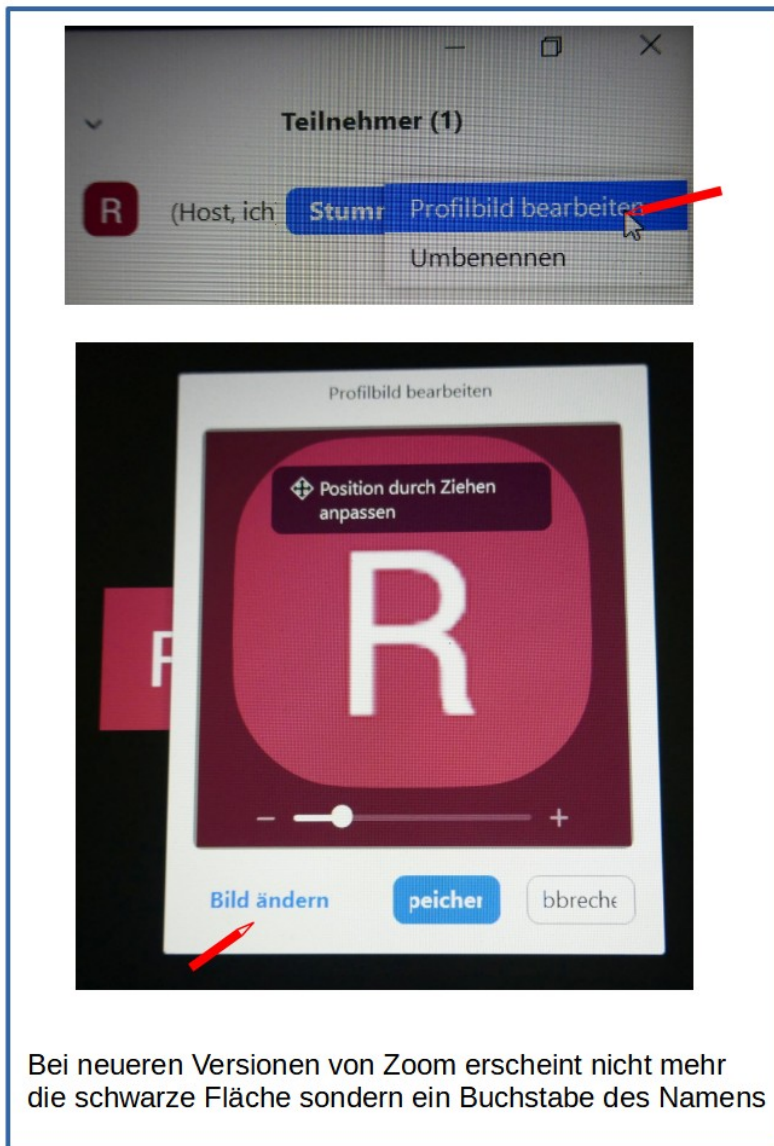 Teilnehmer (1)
R (Host, ich Stumr Profilbild bearbeiten
Umbenennen
Profilbild bearbeiten
Position durch Ziehen
anpassen
R
Bild ändern peicher bbreche
Bei neueren Versionen von Zoom erscheint nicht mehr
die schwarze Fläche sondern ein Buchstabe des Namens